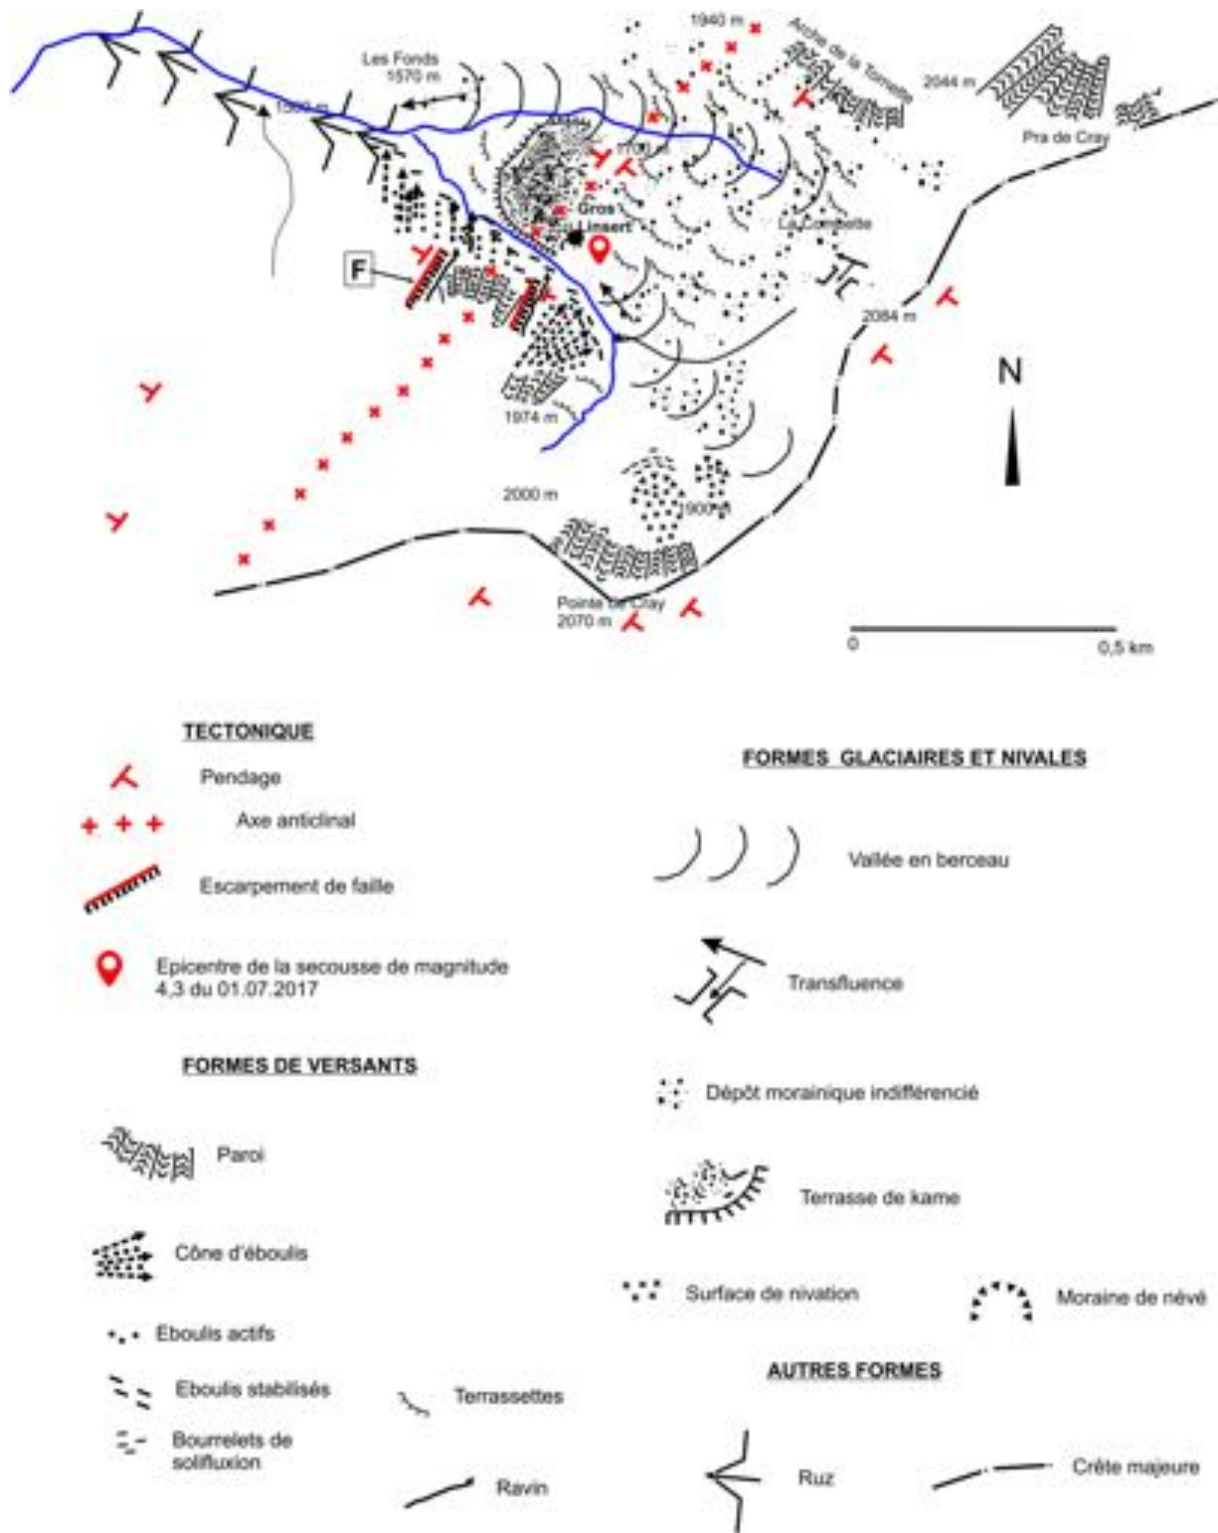 1940 m
Arche de la Tornette
Les Fonds
1570 m
2044 m
Pra de Cray
1700 m
Gros
Linsert
La Combette
F
2084 m
N
1974 m
2000 m
1900 m
Pointe de Cray
2070 m
0
0,5 km
TECTONIQUE
Pendage
Axe anticlinal
Escarpement de faille
Epicentre de la secousse de magnitude
4,3 du 01.07.2017
FORMES DE VERSANTS
Paroi
Cône d'éboulis
Eboulis actifs
Eboulis stabilisés
Terrassettes
Bourrelets de
solifluxion
Ravin
FORMES GLACIAIRES ET NIVALES
Vallée en berceau
Transfluence
Dépôt morainique indifférencié
Terrasse de kame
Surface de nivation
Moraine de névé
AUTRES FORMES
Ruz
Crête majeure